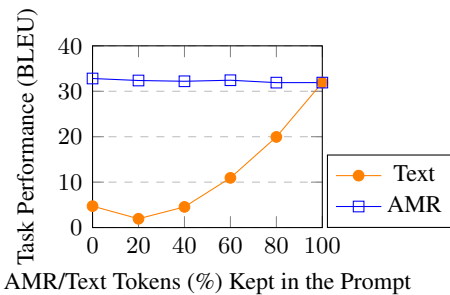 Task Performance (BLEU)
40
30
20
10
0
0 20 40 60 80 100
AMR/Text Tokens (%) Kept in the Prompt
Text
AMR